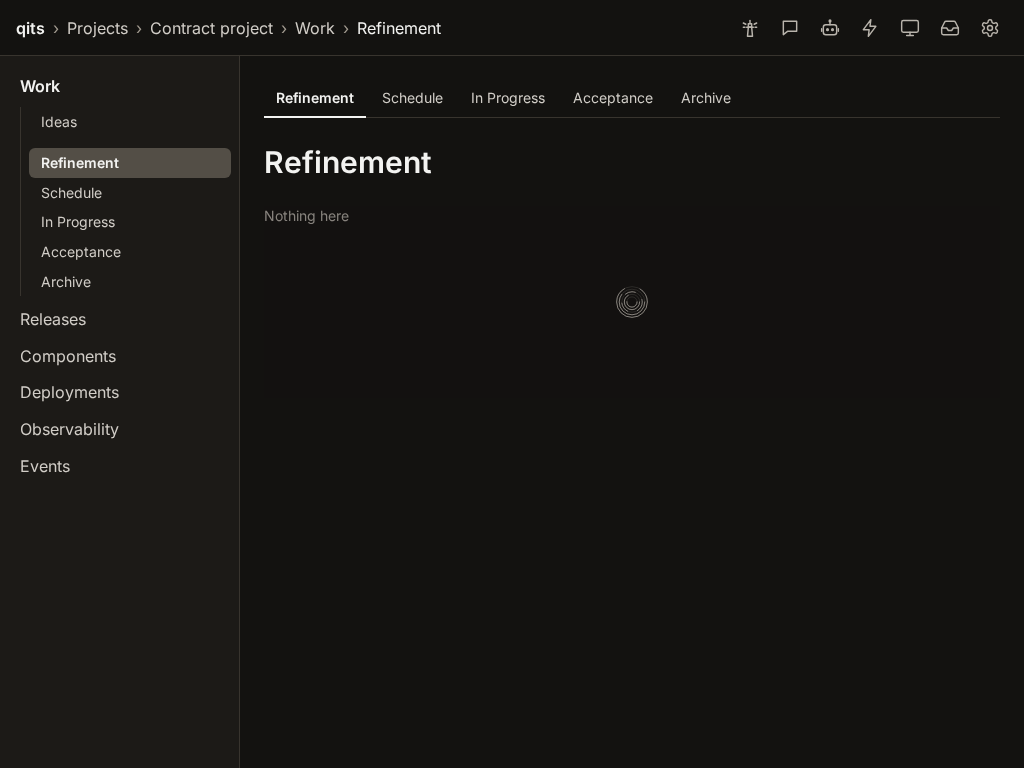 qits › Projects › Contract project › Work › Refinement
Work
Ideas
Refinement
Schedule
In Progress
Acceptance
Archive
Releases
Components
Deployments
Observability
Events
Refinement Schedule In Progress Acceptance Archive
Refinement
Nothing here